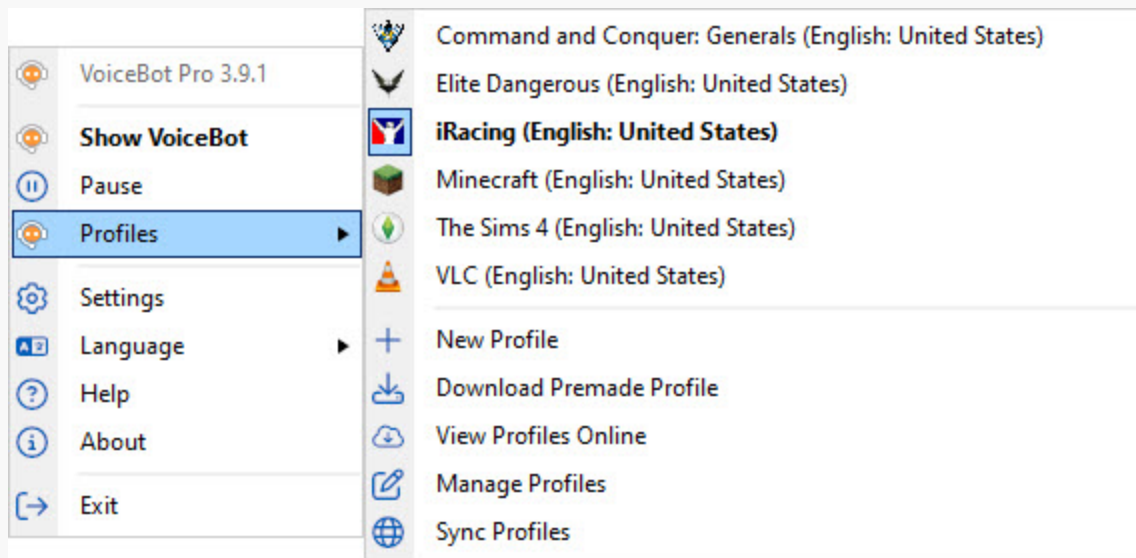 VoiceBot Pro 3.9.1
Show VoiceBot
Pause
Profiles
Settings
Language
Help
About
Exit
Command and Conquer: Generals (English: United States)
Elite Dangerous (English: United States)
iRacing (English: United States)
Minecraft (English: United States)
The Sims 4 (English: United States)
VLC (English: United States)
New Profile
Download Premade Profile
View Profiles Online
Manage Profiles
Sync Profiles